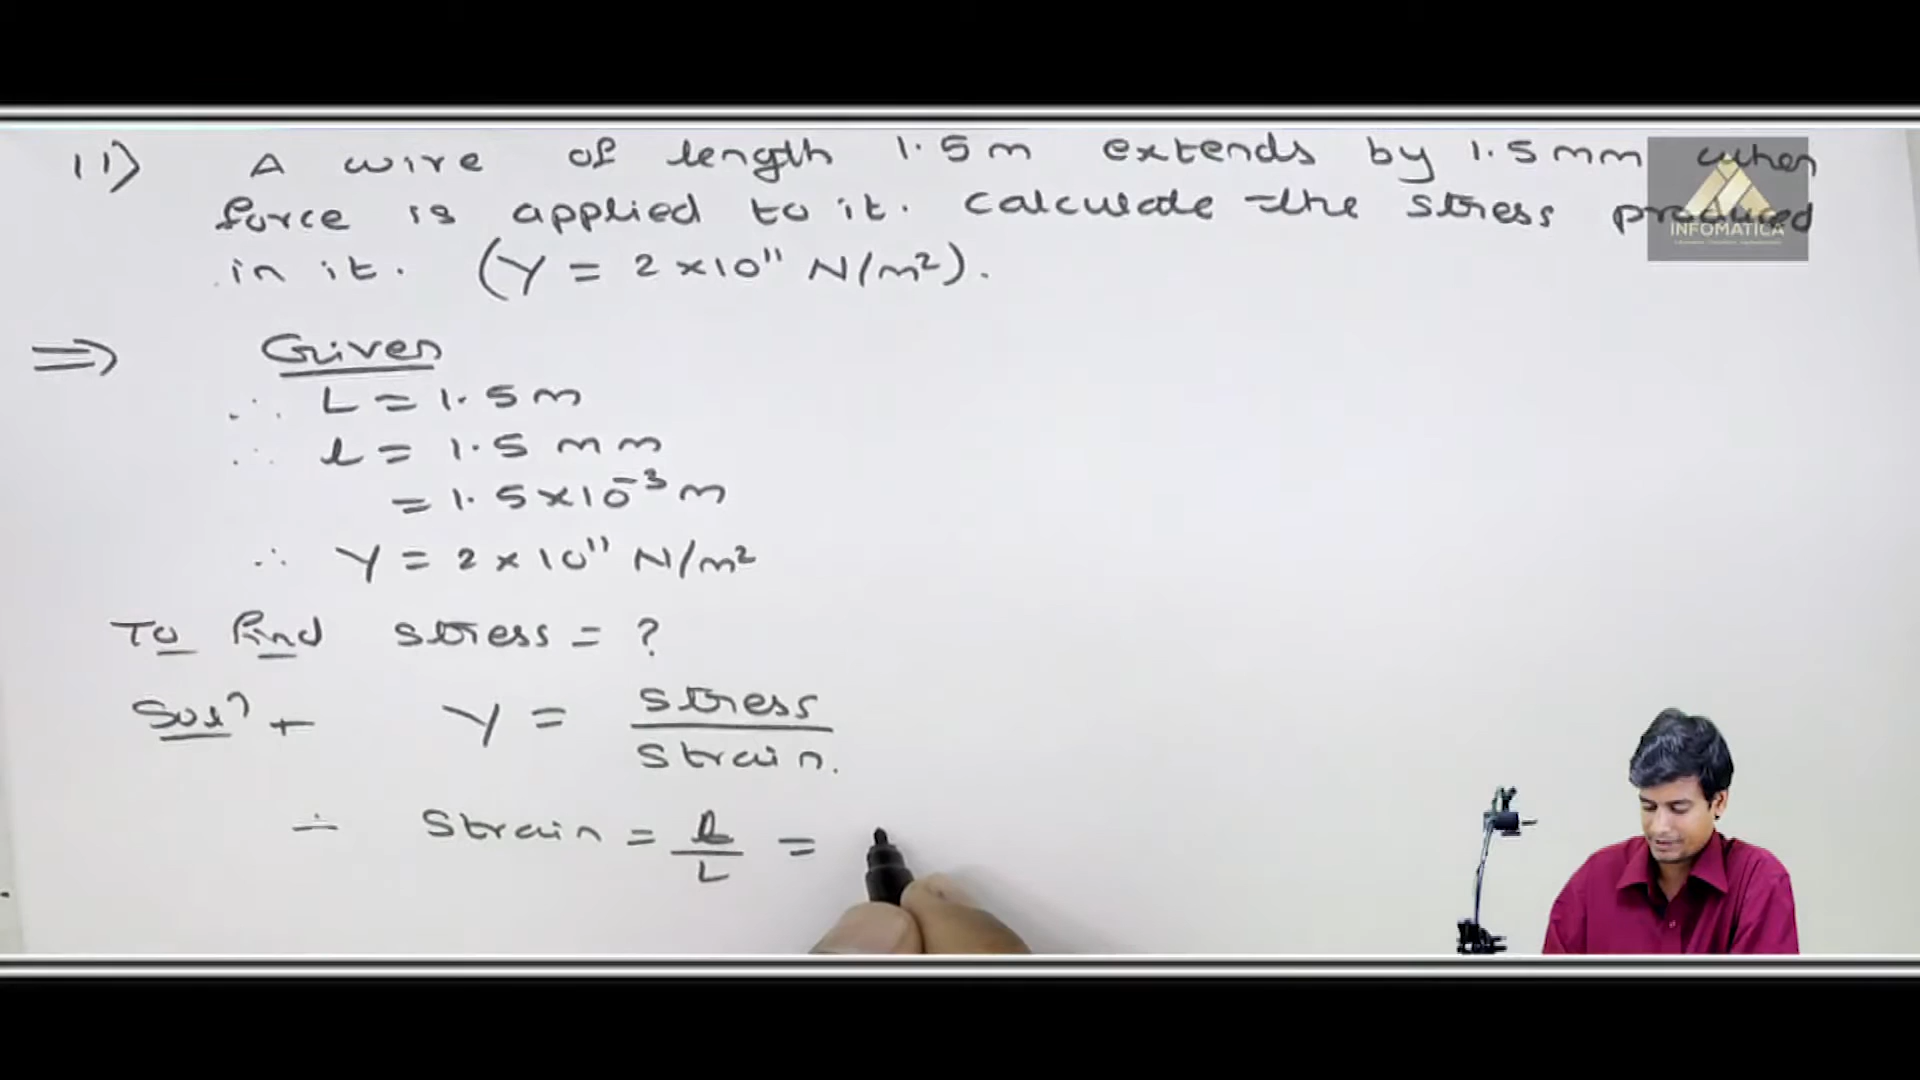 11) A wire of length 1.5 m extends by 1.5 mm when
force is applied to it. Calculate the stress produced
in it. (Y = 2 × 10¹¹ N/m²).
INFOMATICA
⇒ Given
∴ L = 1.5 m
∴ l = 1.5 mm
= 1.5 × 10⁻³ m
∴ Y = 2 × 10¹¹ N/m²
To find stress = ?
Solⁿ Y = stress
strain.
Strain = l/L =